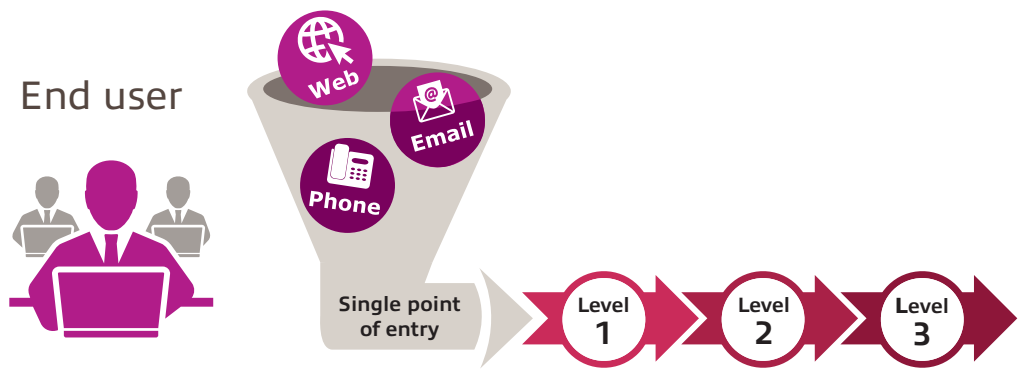 End user
Web
@
Email
Phone
Single point
of entry
Level
1
Level
2
Level
3